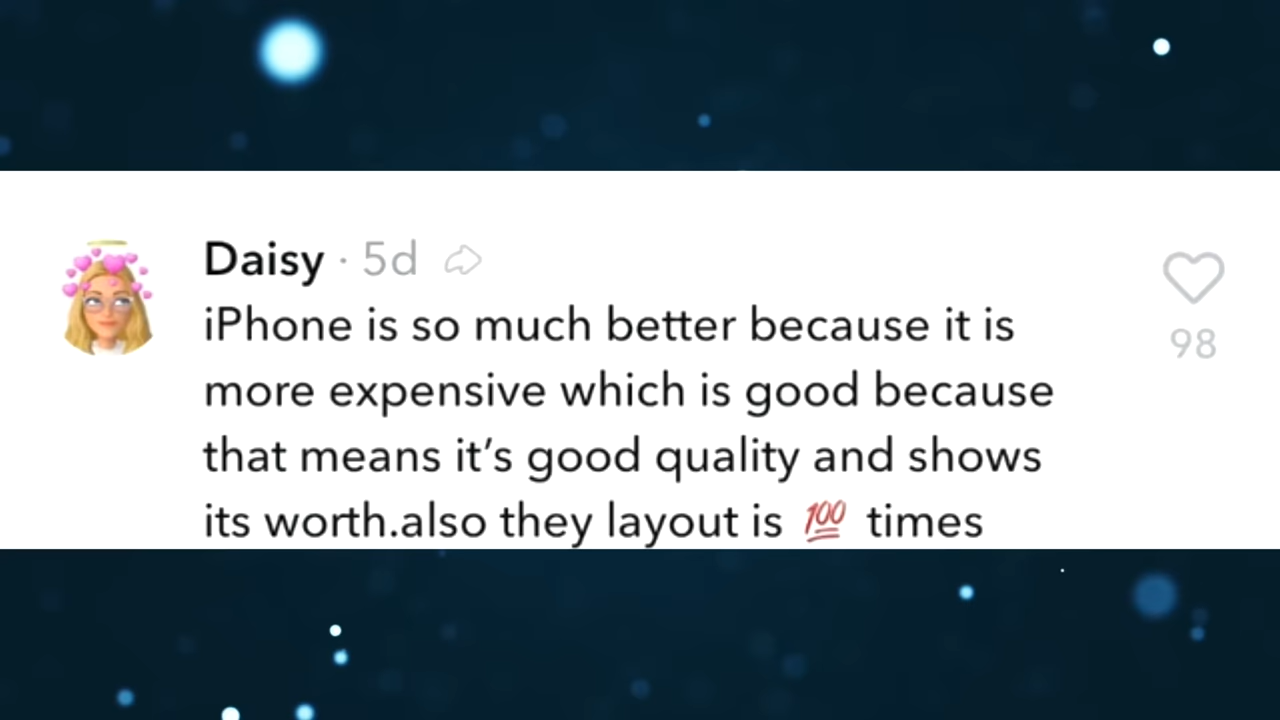 Daisy · 5d
iPhone is so much better because it is
more expensive which is good because
that means it’s good quality and shows
its worth.also they layout is 💯 times
98